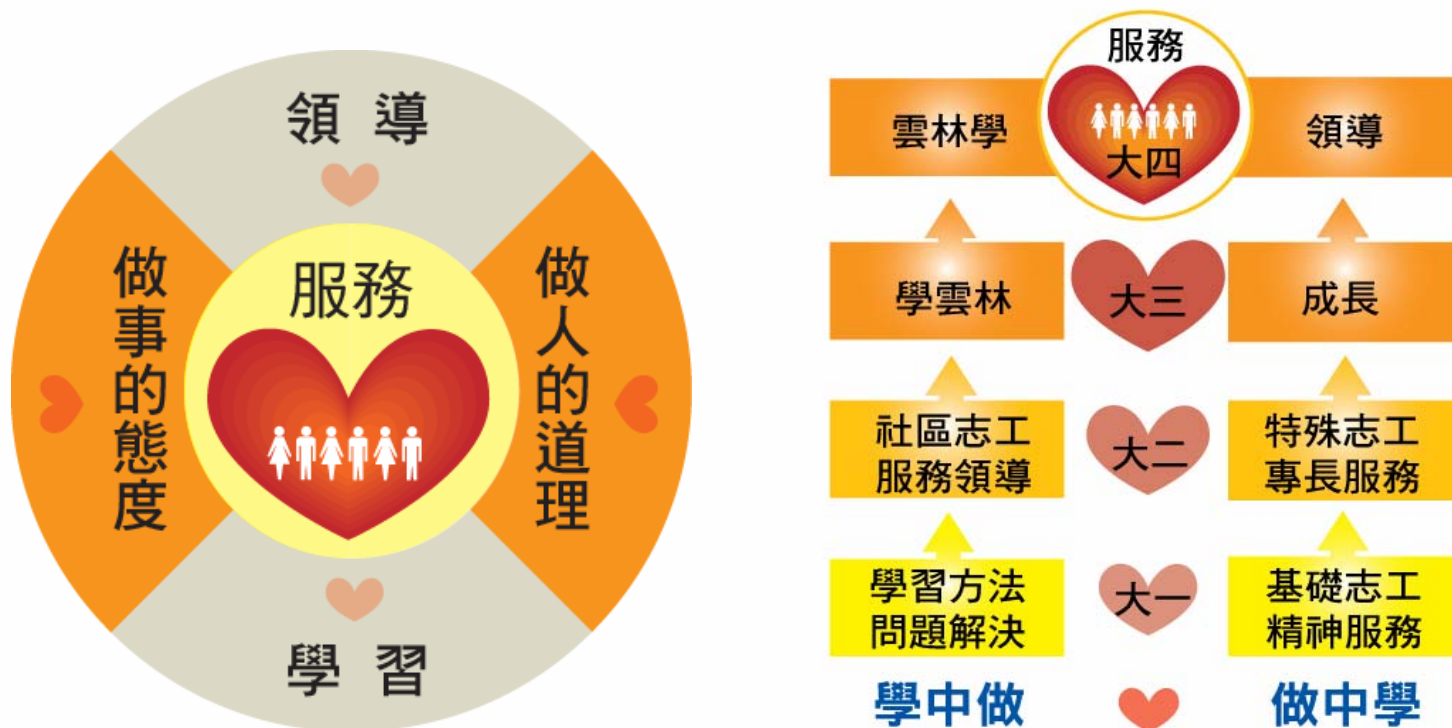 領導
做事的態度
服務
做人的道理
學習
服務
雲林學
大四
領導
學雲林
大三
成長
社區志工
服務領導
大二
特殊志工
專長服務
學習方法
問題解決
大一
基礎志工
精神服務
學中做
做中學